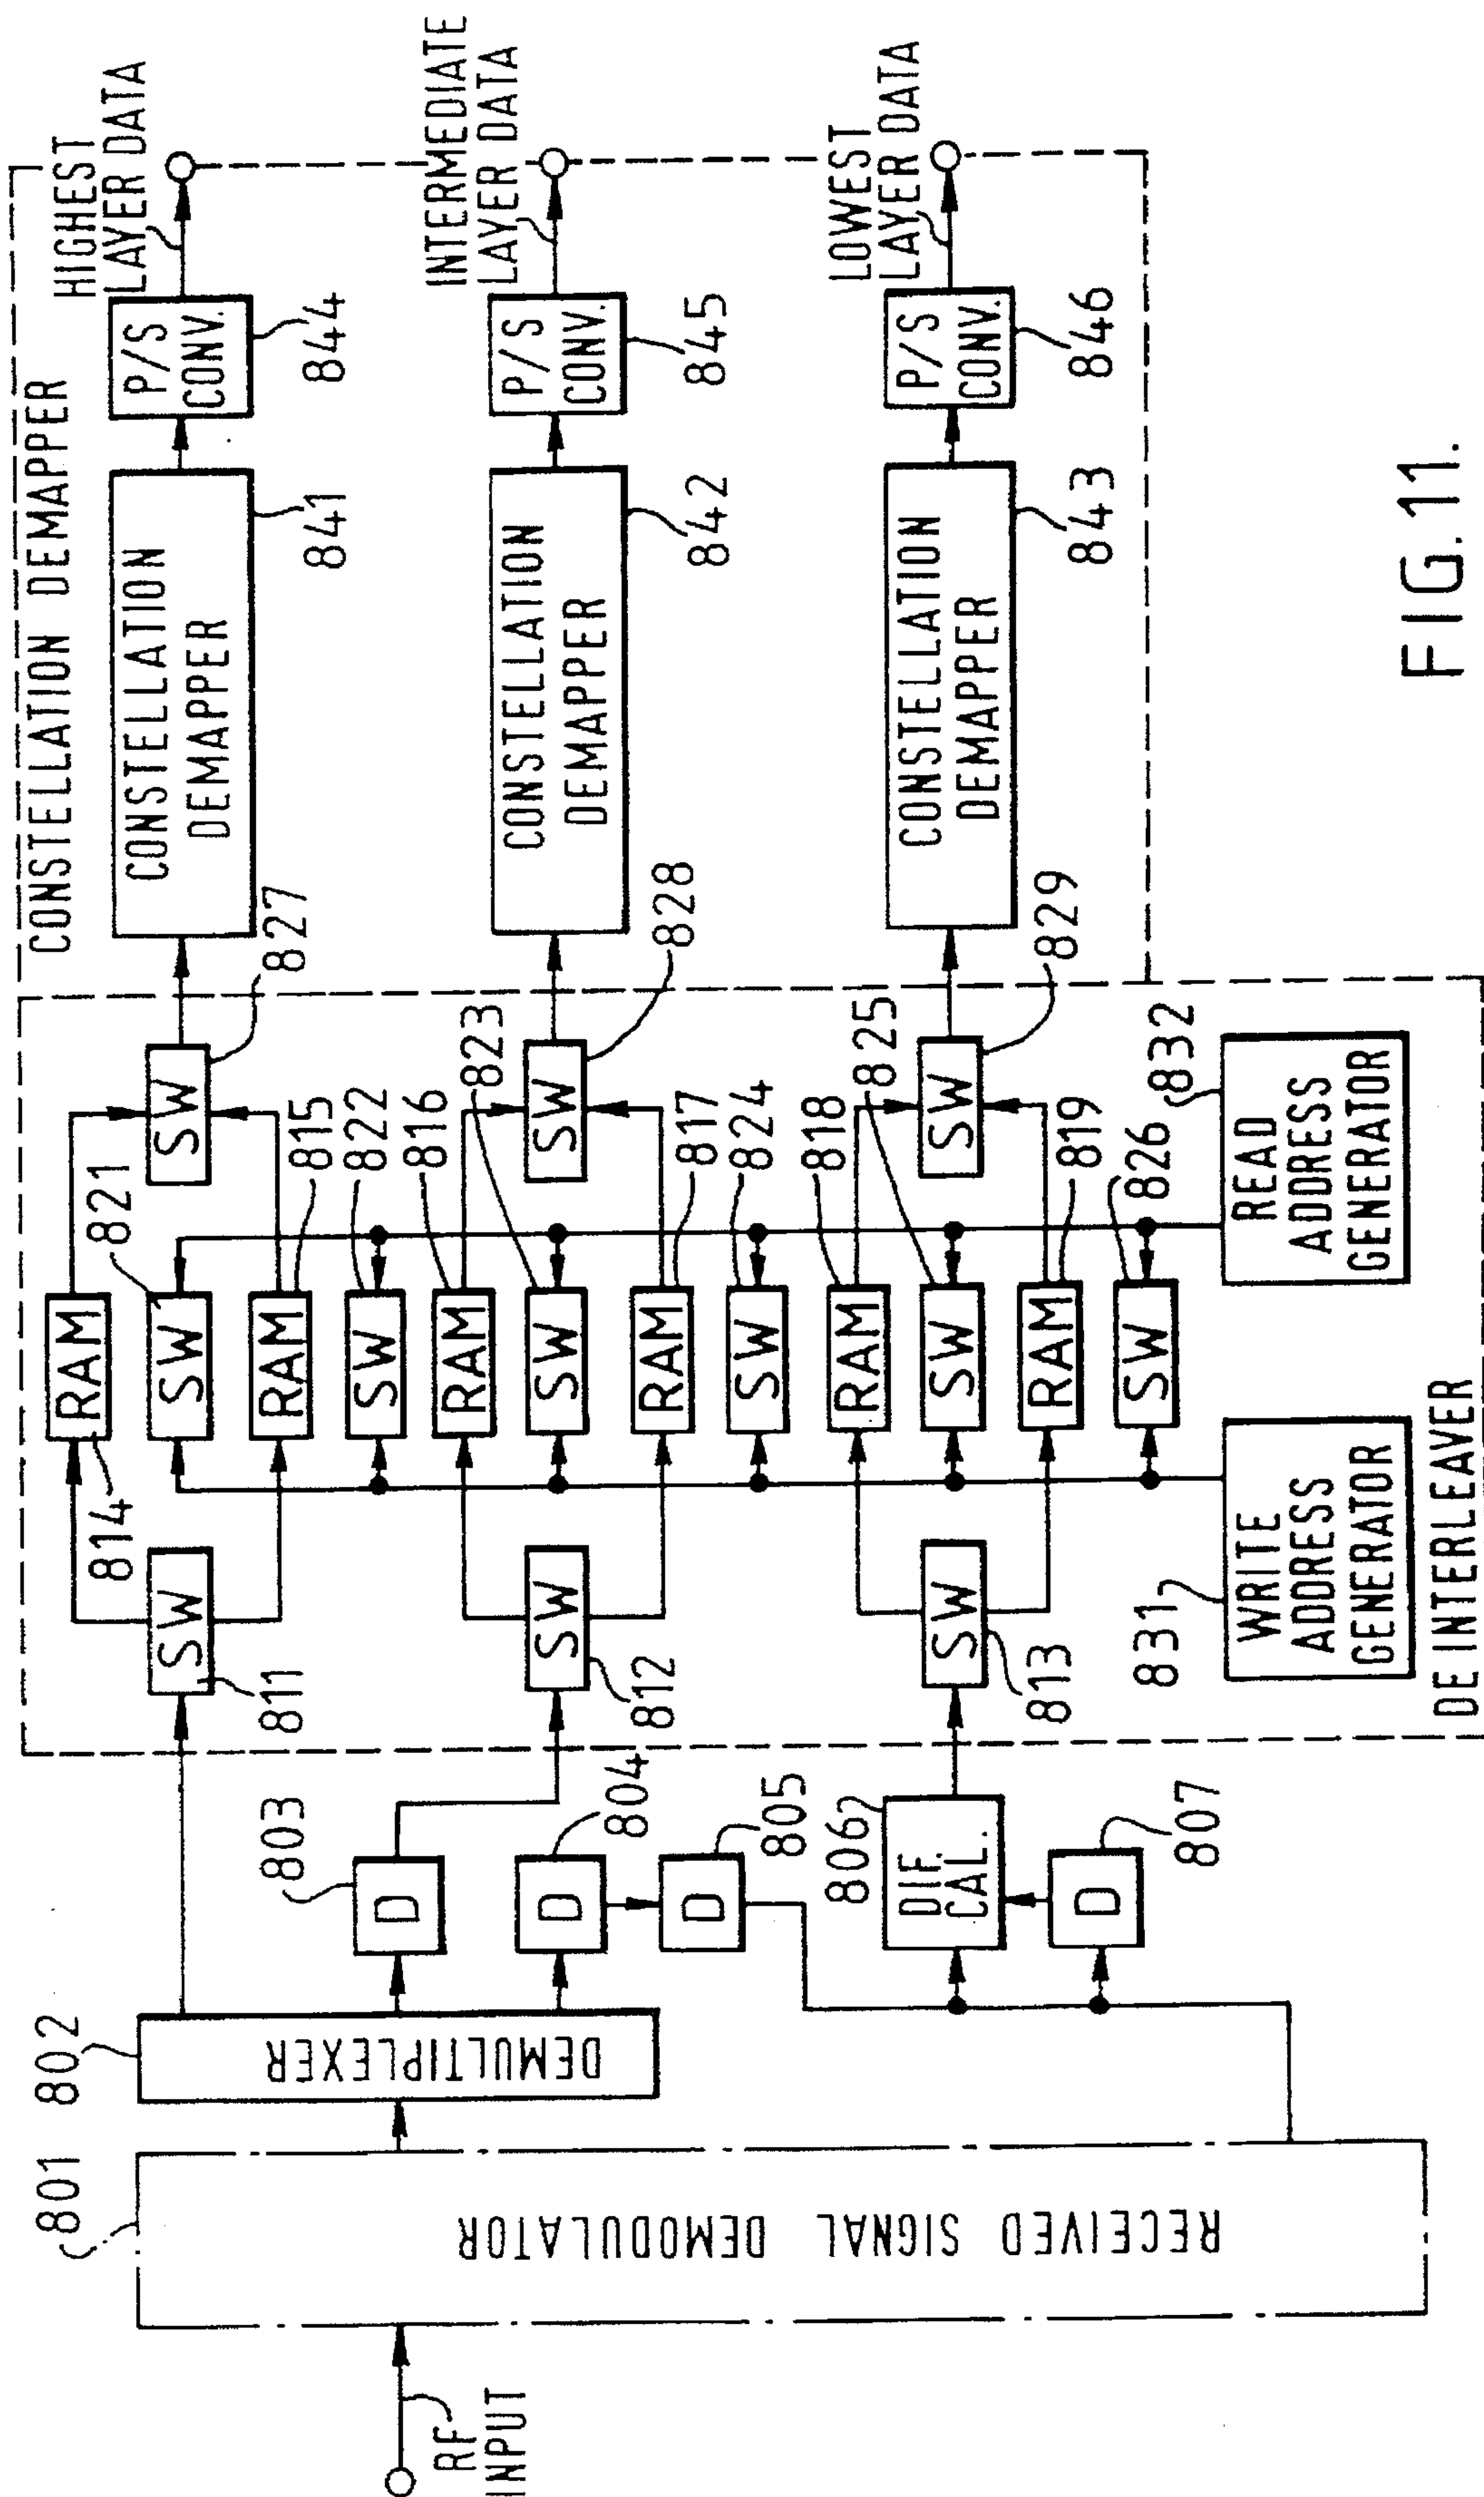 CONSTELLATION DEMAPPER
HIGHEST
LAYER DATA
INTERMEDIATE
LAYER DATA
LOWEST
LAYER DATA
P/S
CONV.
844
P/S
CONV.
845
P/S
CONV.
846
CONSTELLATION
DEMAPPER
841
CONSTELLATION
DEMAPPER
842
CONSTELLATION
DEMAPPER
843
SW
827
SW
828
SW
829
RAM
814
SW
821
RAM
815
SW
822
RAM
816
SW
823
RAM
817
SW
824
RAM
818
SW
825
RAM
819
SW
826
READ
ADDRESS
GENERATOR
832
WRITE
ADDRESS
GENERATOR
831
SW
811
SW
812
SW
813
DE INTERLEAVER
D
803
D
804
D
805
DIF.
CAL.
806
D
807
DEMULTIPLEXER
802
RECEIVED SIGNAL DEMODULATOR
801
RF
INPUT
FIG.11.